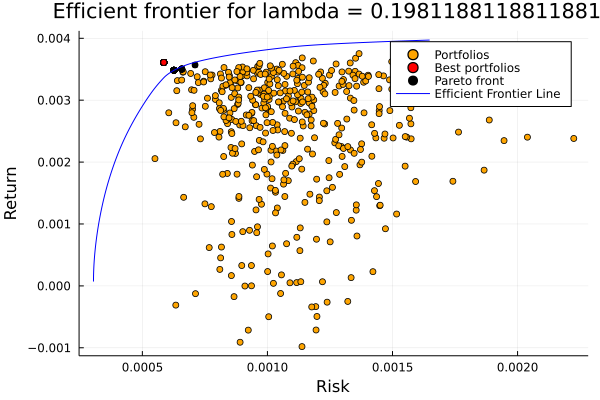 Efficient frontier for lambda = 0.1981188118811881
Return
0.004
0.003
0.002
0.001
0.000
−0.001
Portfolios
Best portfolios
Pareto front
Efficient Frontier Line
0.0005 0.0010 0.0015 0.0020
Risk